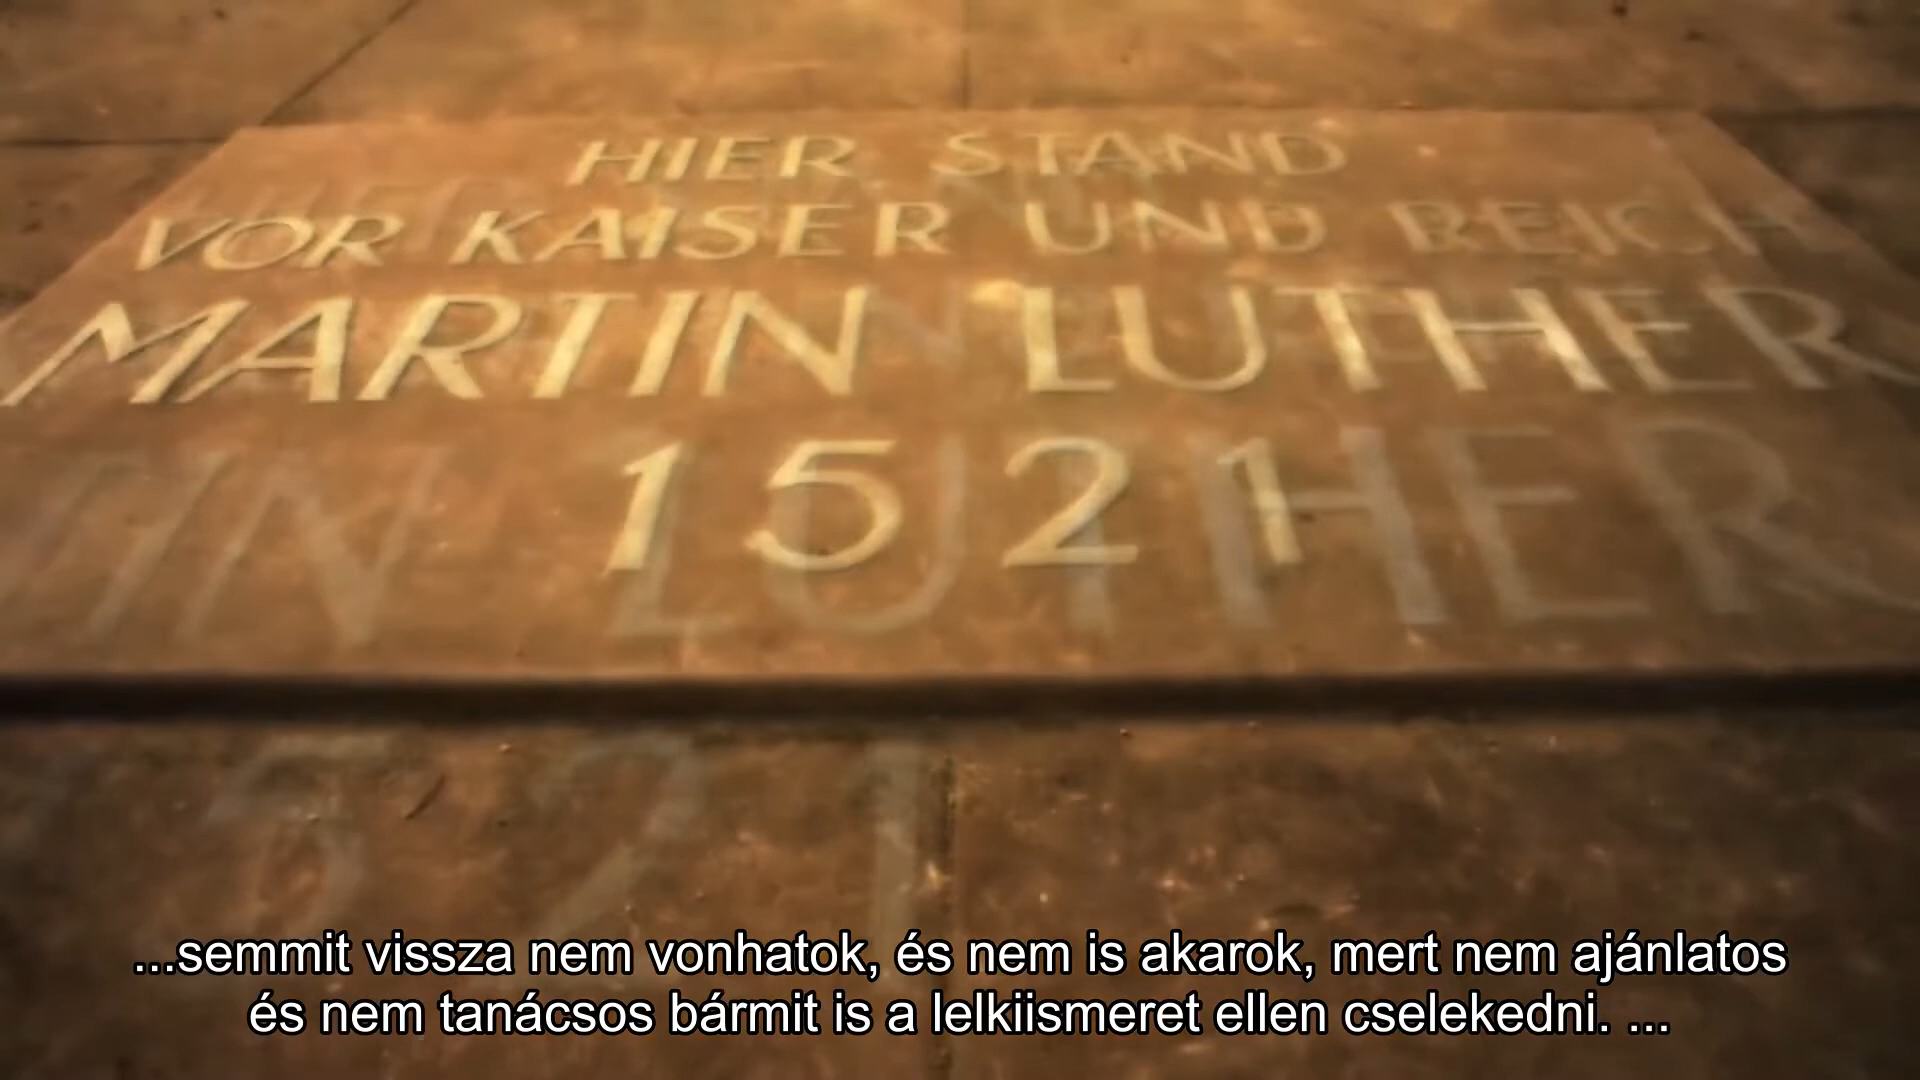 HIER STAND
VOR KAISER UND REICH
MARTIN LUTHER
1521
...semmit vissza nem vonhatok, és nem is akarok, mert nem ajánlatos
és nem tanácsos bármit is a lelkiismeret ellen cselekedni. ...